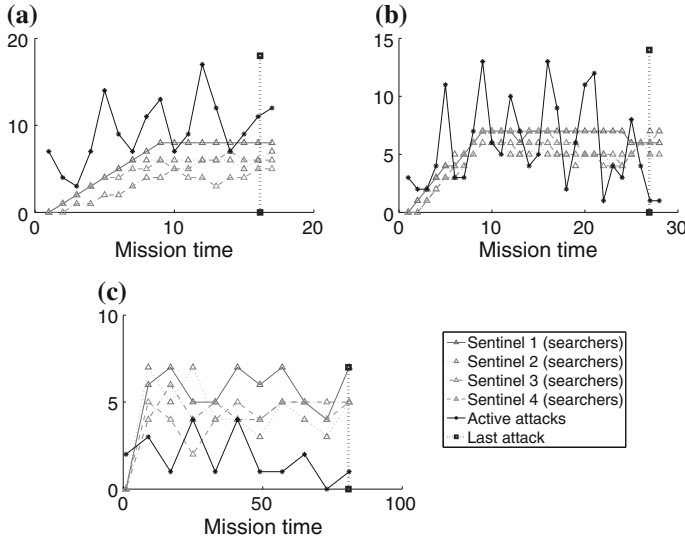 (a)
20
10
0
0
10
20
Mission time
(b)
15
10
5
0
0
10
20
30
Mission time
(c)
10
5
0
0
50
100
Mission time
Sentinel 1 (searchers)
Sentinel 2 (searchers)
Sentinel 3 (searchers)
Sentinel 4 (searchers)
Active attacks
Last attack